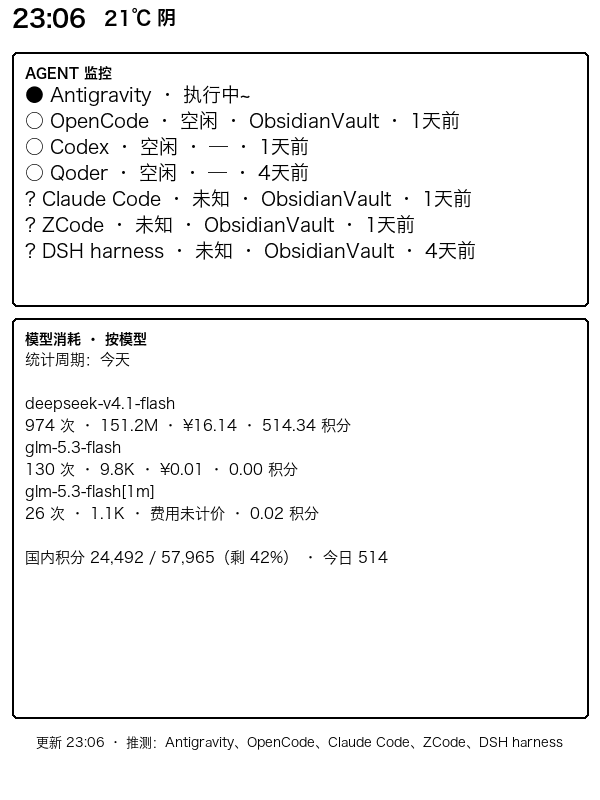 23:06 21℃ 阴
AGENT 监控
● Antigravity · 执行中~
○ OpenCode · 空闲 · ObsidianVault · 1天前
○ Codex · 空闲 · — · 1天前
○ Qoder · 空闲 · — · 4天前
? Claude Code · 未知 · ObsidianVault · 1天前
? ZCode · 未知 · ObsidianVault · 1天前
? DSH harness · 未知 · ObsidianVault · 4天前
模型消耗 · 按模型
统计周期：今天
deepseek-v4.1-flash
974 次 · 151.2M · ¥16.14 · 514.34 积分
glm-5.3-flash
130 次 · 9.8K · ¥0.01 · 0.00 积分
glm-5.3-flash[1m]
26 次 · 1.1K · 费用未计价 · 0.02 积分
国内积分 24,492 / 57,965（剩 42%） · 今日 514
更新 23:06 · 推测：Antigravity、OpenCode、Claude Code、ZCode、DSH harness